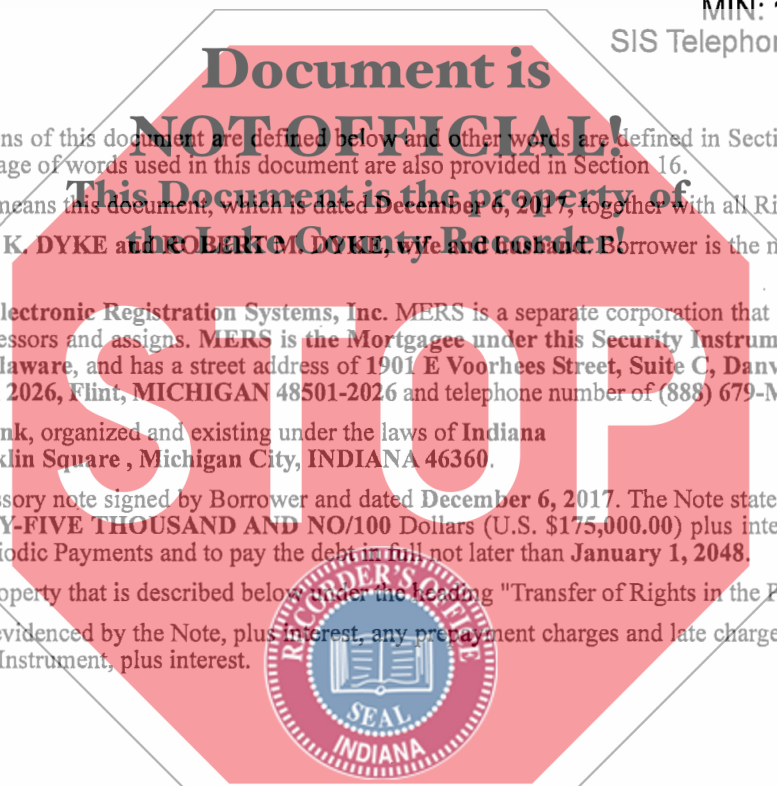 MIN:
SIS Telephon
Document is
NOT OFFICIAL!
ns of this document are defined below and other words are defined in Secti
age of words used in this document are also provided in Section 16.
This Document is the property of
means this document, which is dated December 6, 2017, together with all Ri
the Lake County Recorder!
K. DYKE and ROBERT M. DYKE, wife and husband. Borrower is the m
lectronic Registration Systems, Inc. MERS is a separate corporation that
essors and assigns. MERS is the Mortgagee under this Security Instrum
laware, and has a street address of 1901 E Voorhees Street, Suite C, Danv
2026, Flint, MICHIGAN 48501-2026 and telephone number of (888) 679-M
STOP
nk, organized and existing under the laws of Indiana
klin Square , Michigan City, INDIANA 46360.
ssory note signed by Borrower and dated December 6, 2017. The Note state
Y-FIVE THOUSAND AND NO/100 Dollars (U.S. $175,000.00) plus inte
iodic Payments and to pay the debt in full not later than January 1, 2048.
operty that is described below under the heading "Transfer of Rights in the P
evidenced by the Note, plus interest, any prepayment charges and late charge
Instrument, plus interest.
RECORDER'S OFFICE
SEAL
INDIANA